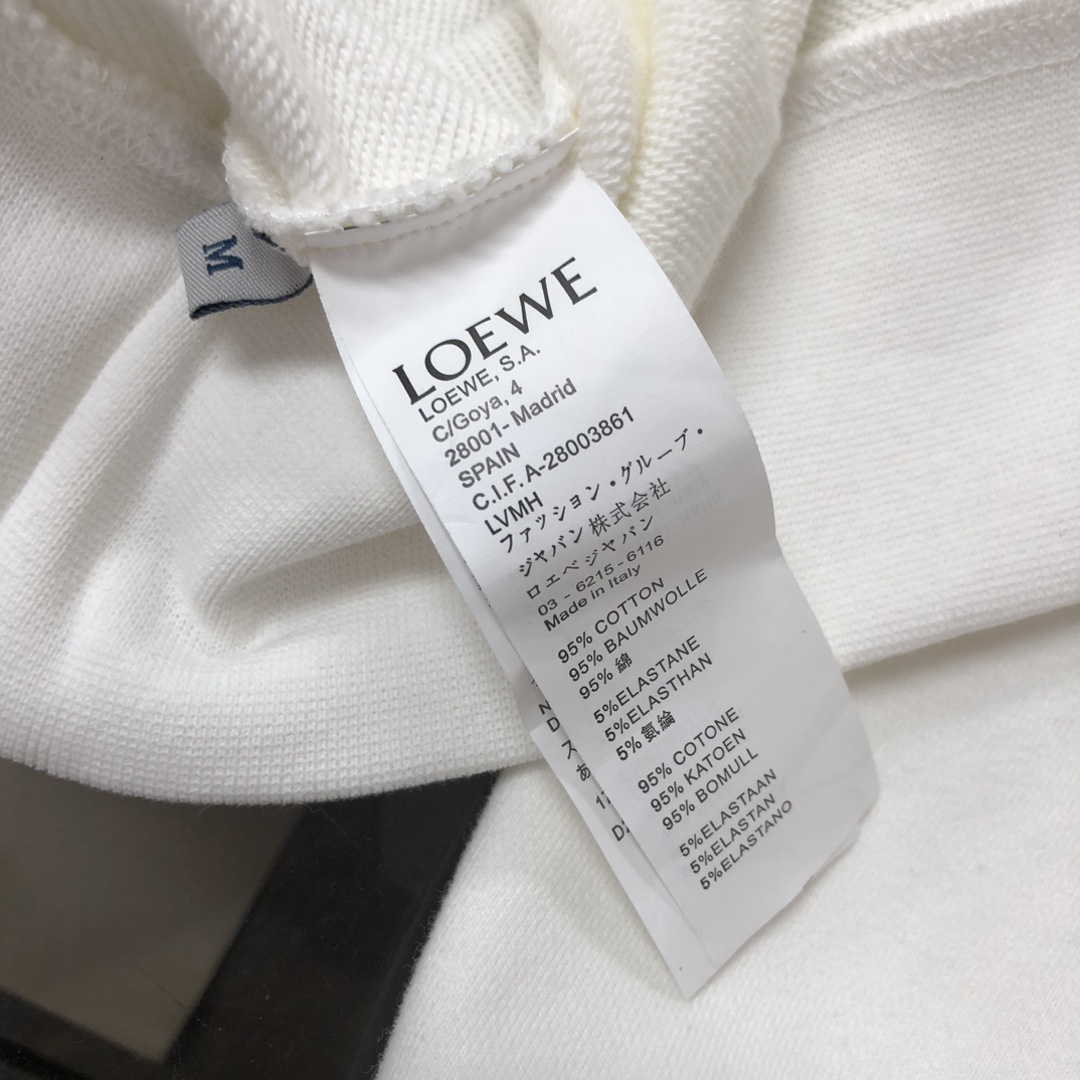 M
LOEWE
LOEWE, S.A.
C/Goya, 4
28001- Madrid
SPAIN
C.I.F. A-28003861
LVMH
ファッション・グループ・
ジャパン株式会社
ロエベジャパン
03 - 6215 - 6116
Made in Italy
95% COTTON
95% BAUMWOLLE
95% 綿
5%ELASTANE
5%ELASTHAN
5% 氨綸
95% COTONE
95% KATOEN
95% BOMULL
5%ELASTAAN
5%ELASTAN
5%ELASTANO